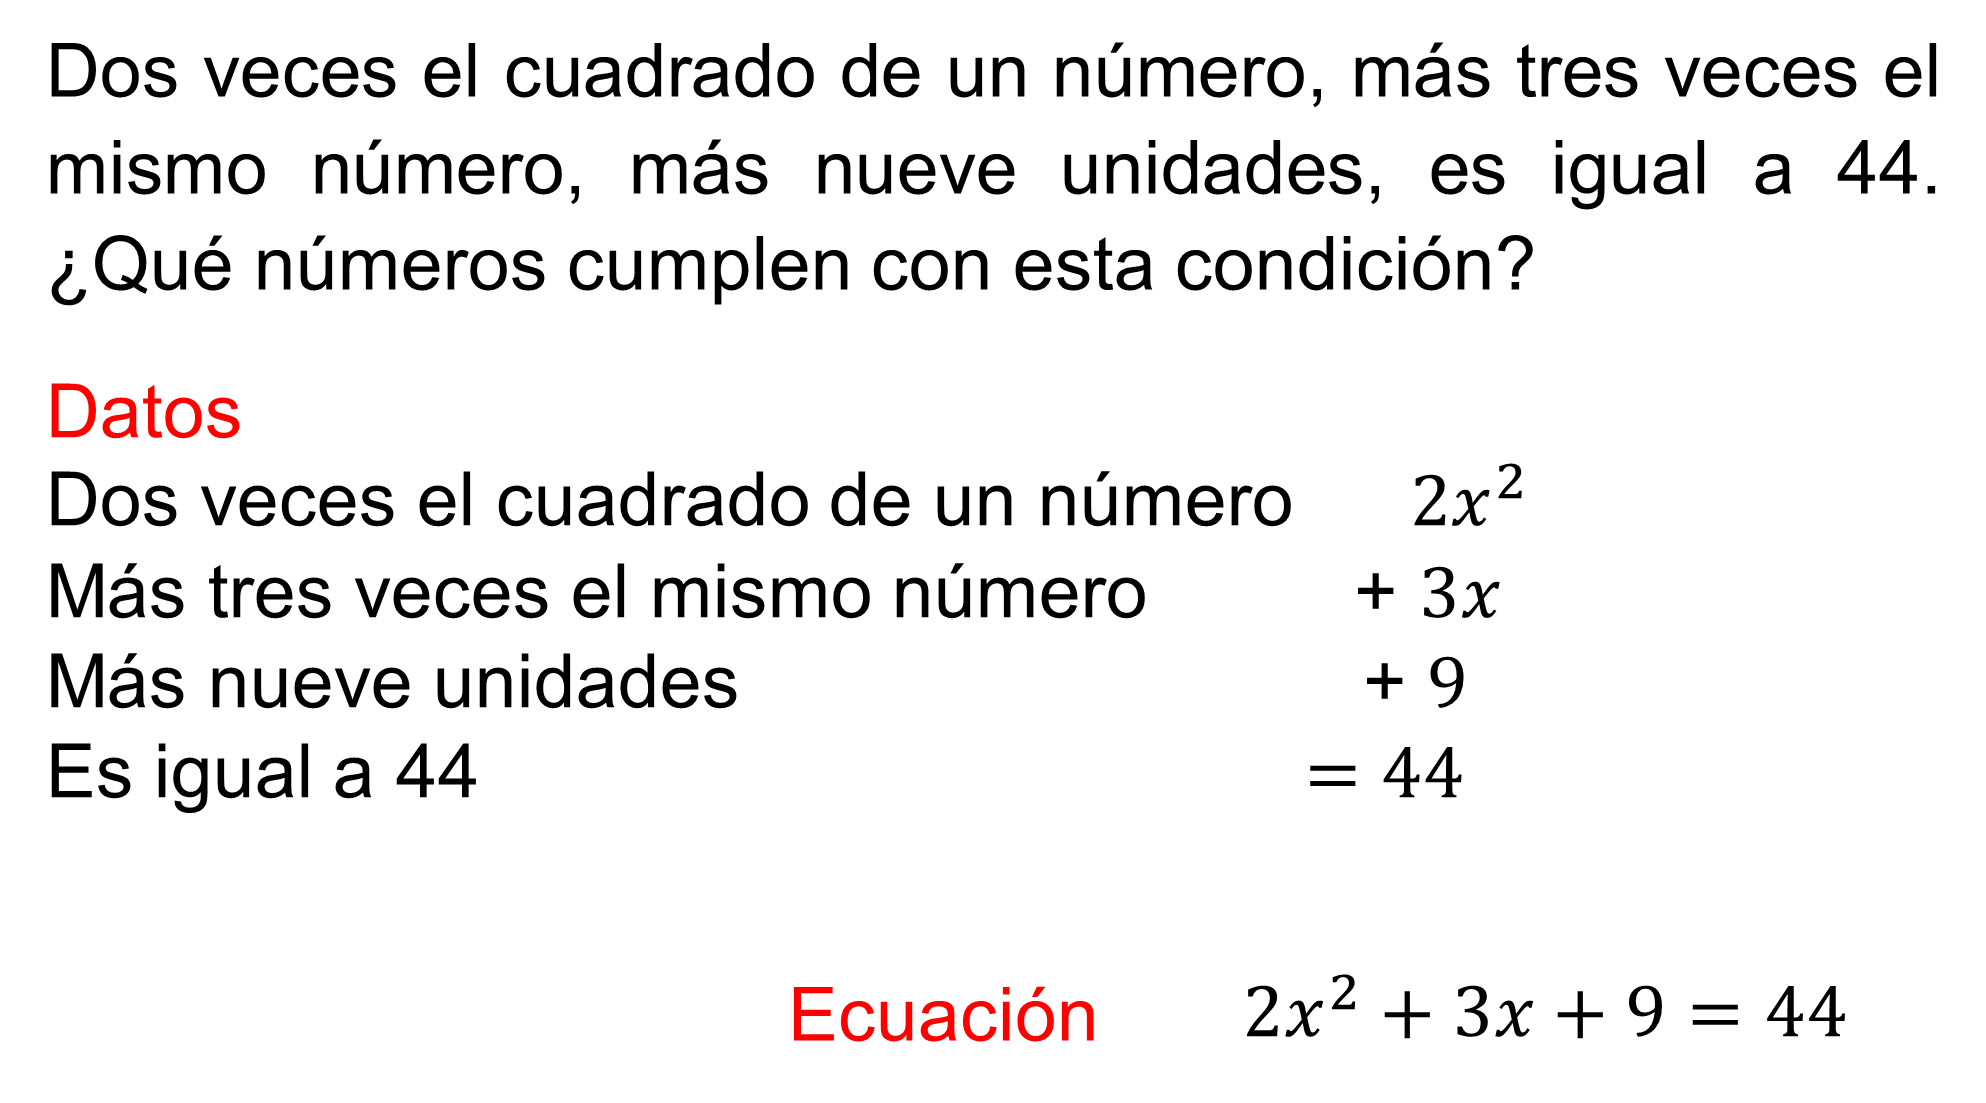 Dos veces el cuadrado de un número, más tres veces el
mismo número, más nueve unidades, es igual a 44.
¿Qué números cumplen con esta condición?
Datos
Dos veces el cuadrado de un número 2x²
Más tres veces el mismo número + 3x
Más nueve unidades + 9
Es igual a 44 = 44
Ecuación 2x² + 3x + 9 = 44